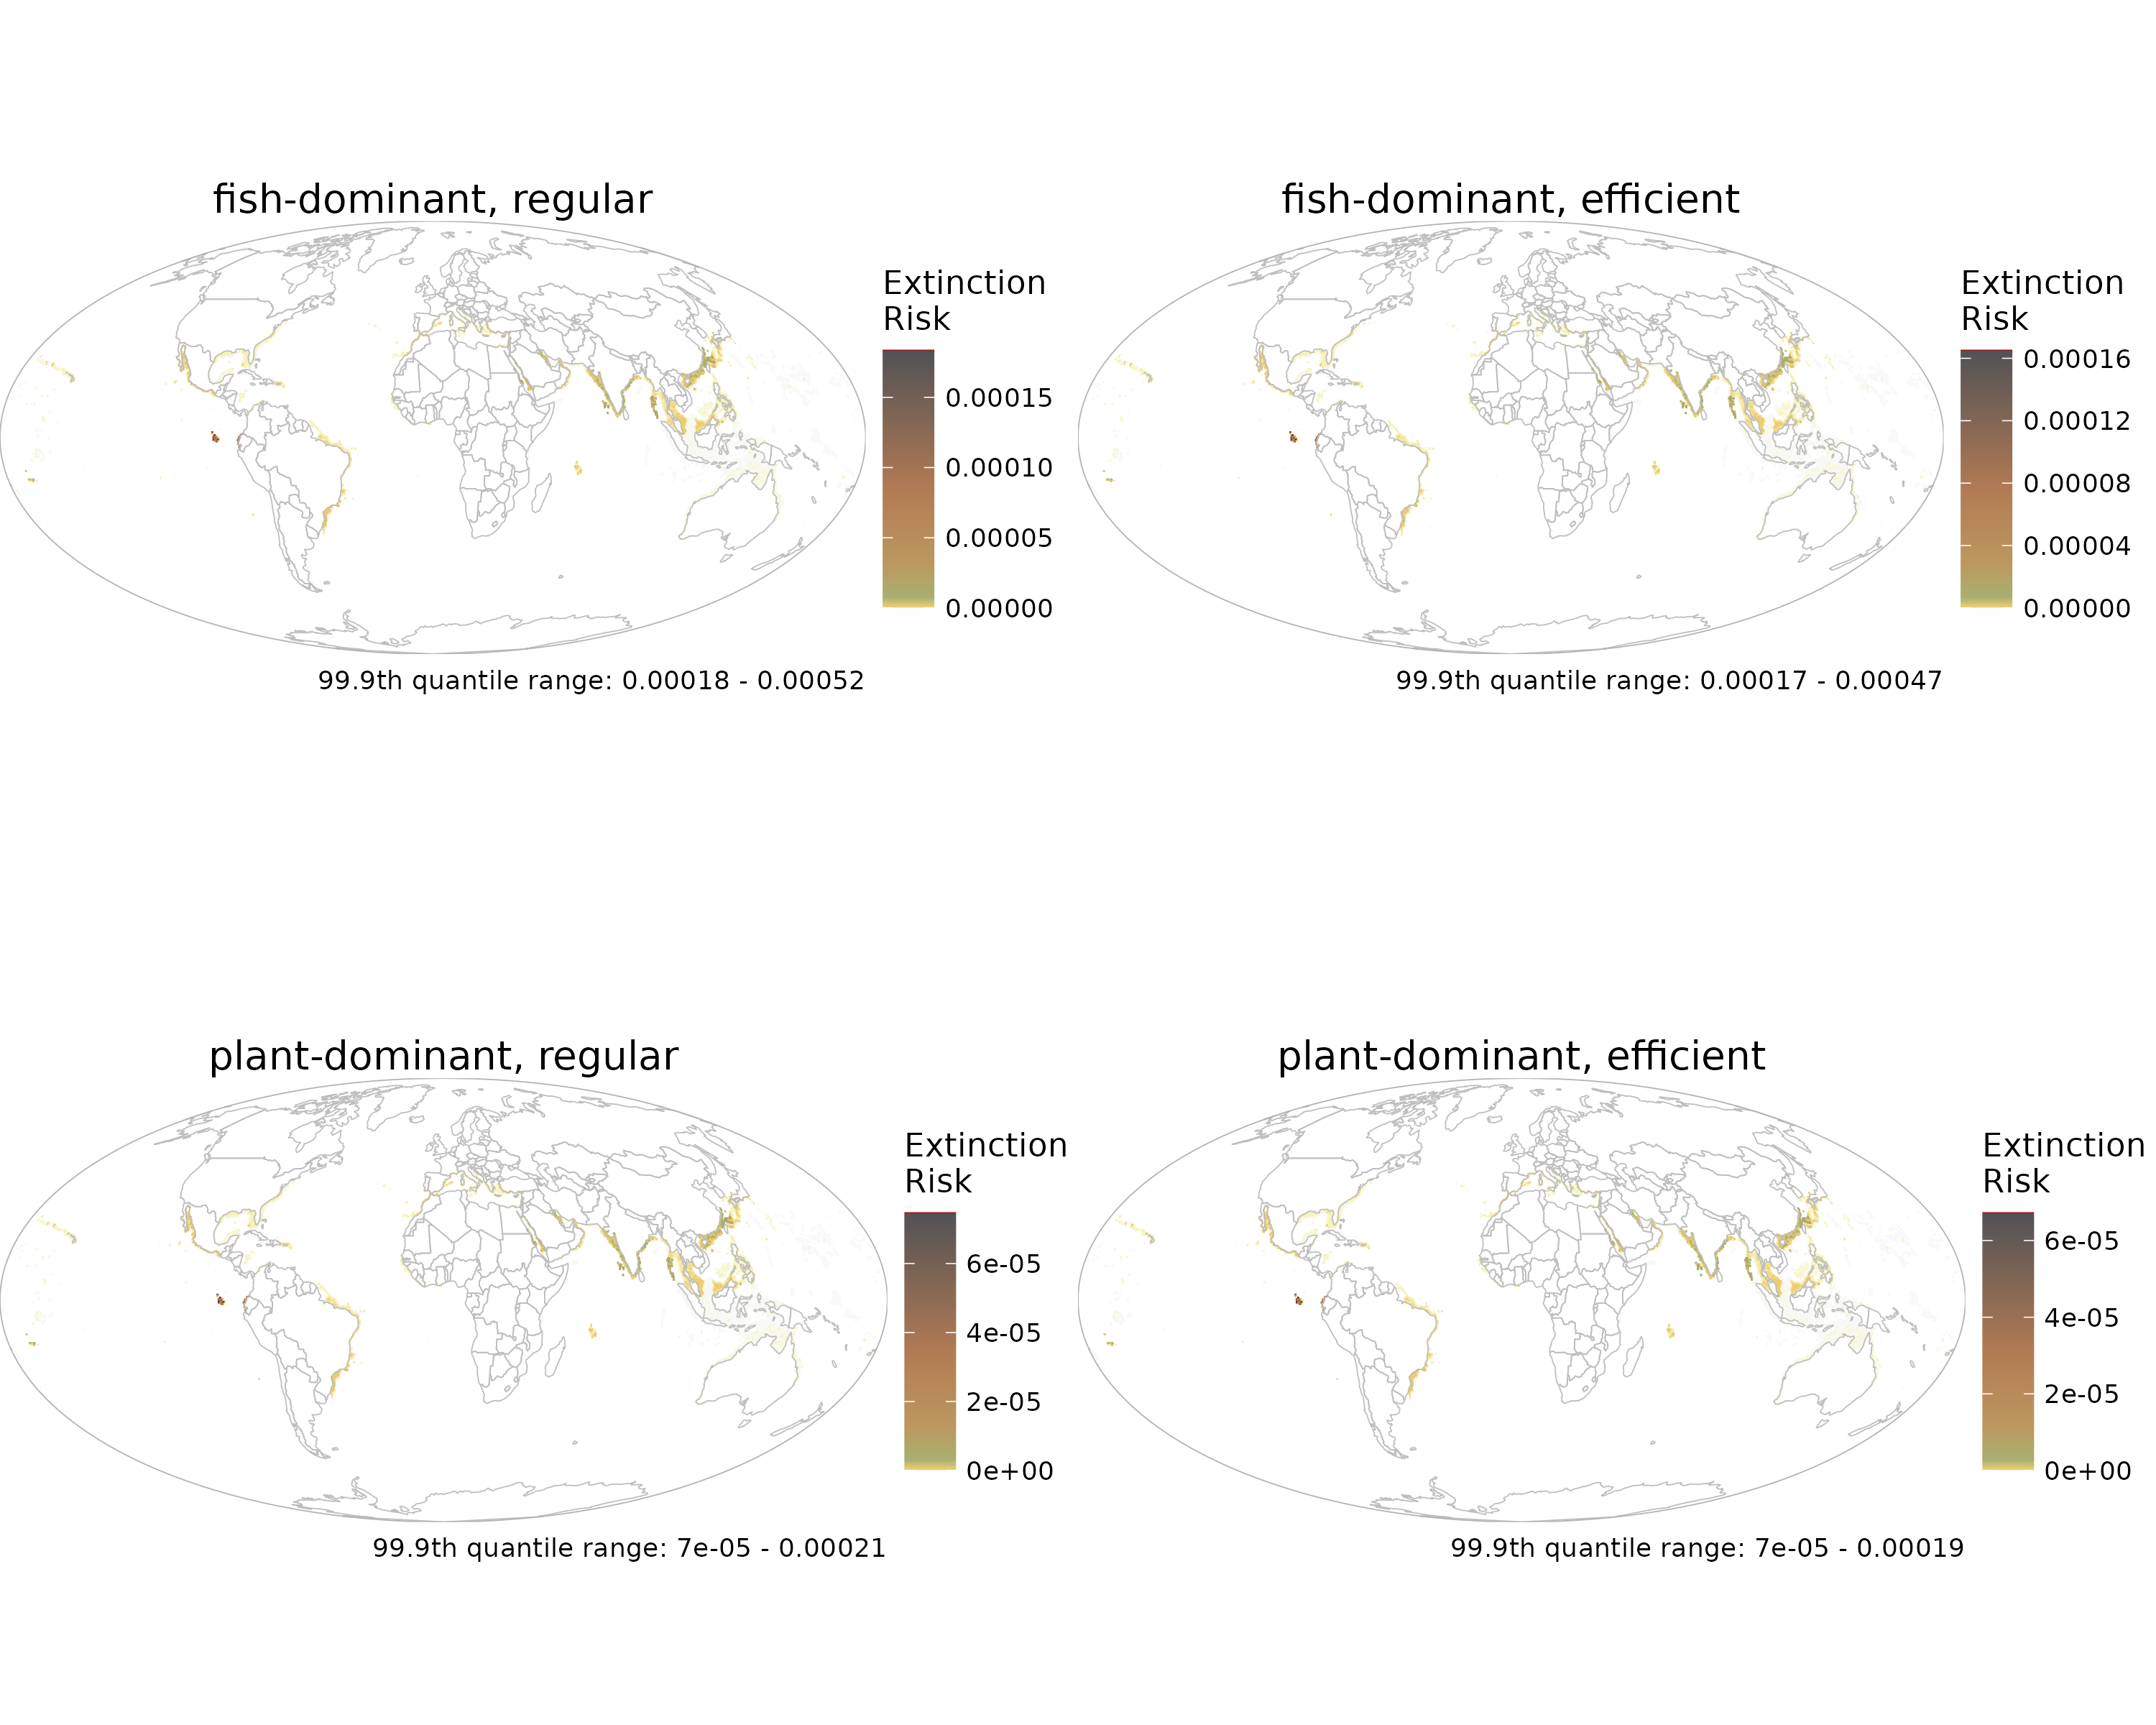 fish-dominant, regular
Extinction
Risk
0.00015
0.00010
0.00005
0.00000
99.9th quantile range: 0.00018 - 0.00052
fish-dominant, efficient
Extinction
Risk
0.00016
0.00012
0.00008
0.00004
0.00000
99.9th quantile range: 0.00017 - 0.00047
plant-dominant, regular
Extinction
Risk
6e-05
4e-05
2e-05
0e+00
99.9th quantile range: 7e-05 - 0.00021
plant-dominant, efficient
Extinction
Risk
6e-05
4e-05
2e-05
0e+00
99.9th quantile range: 7e-05 - 0.00019